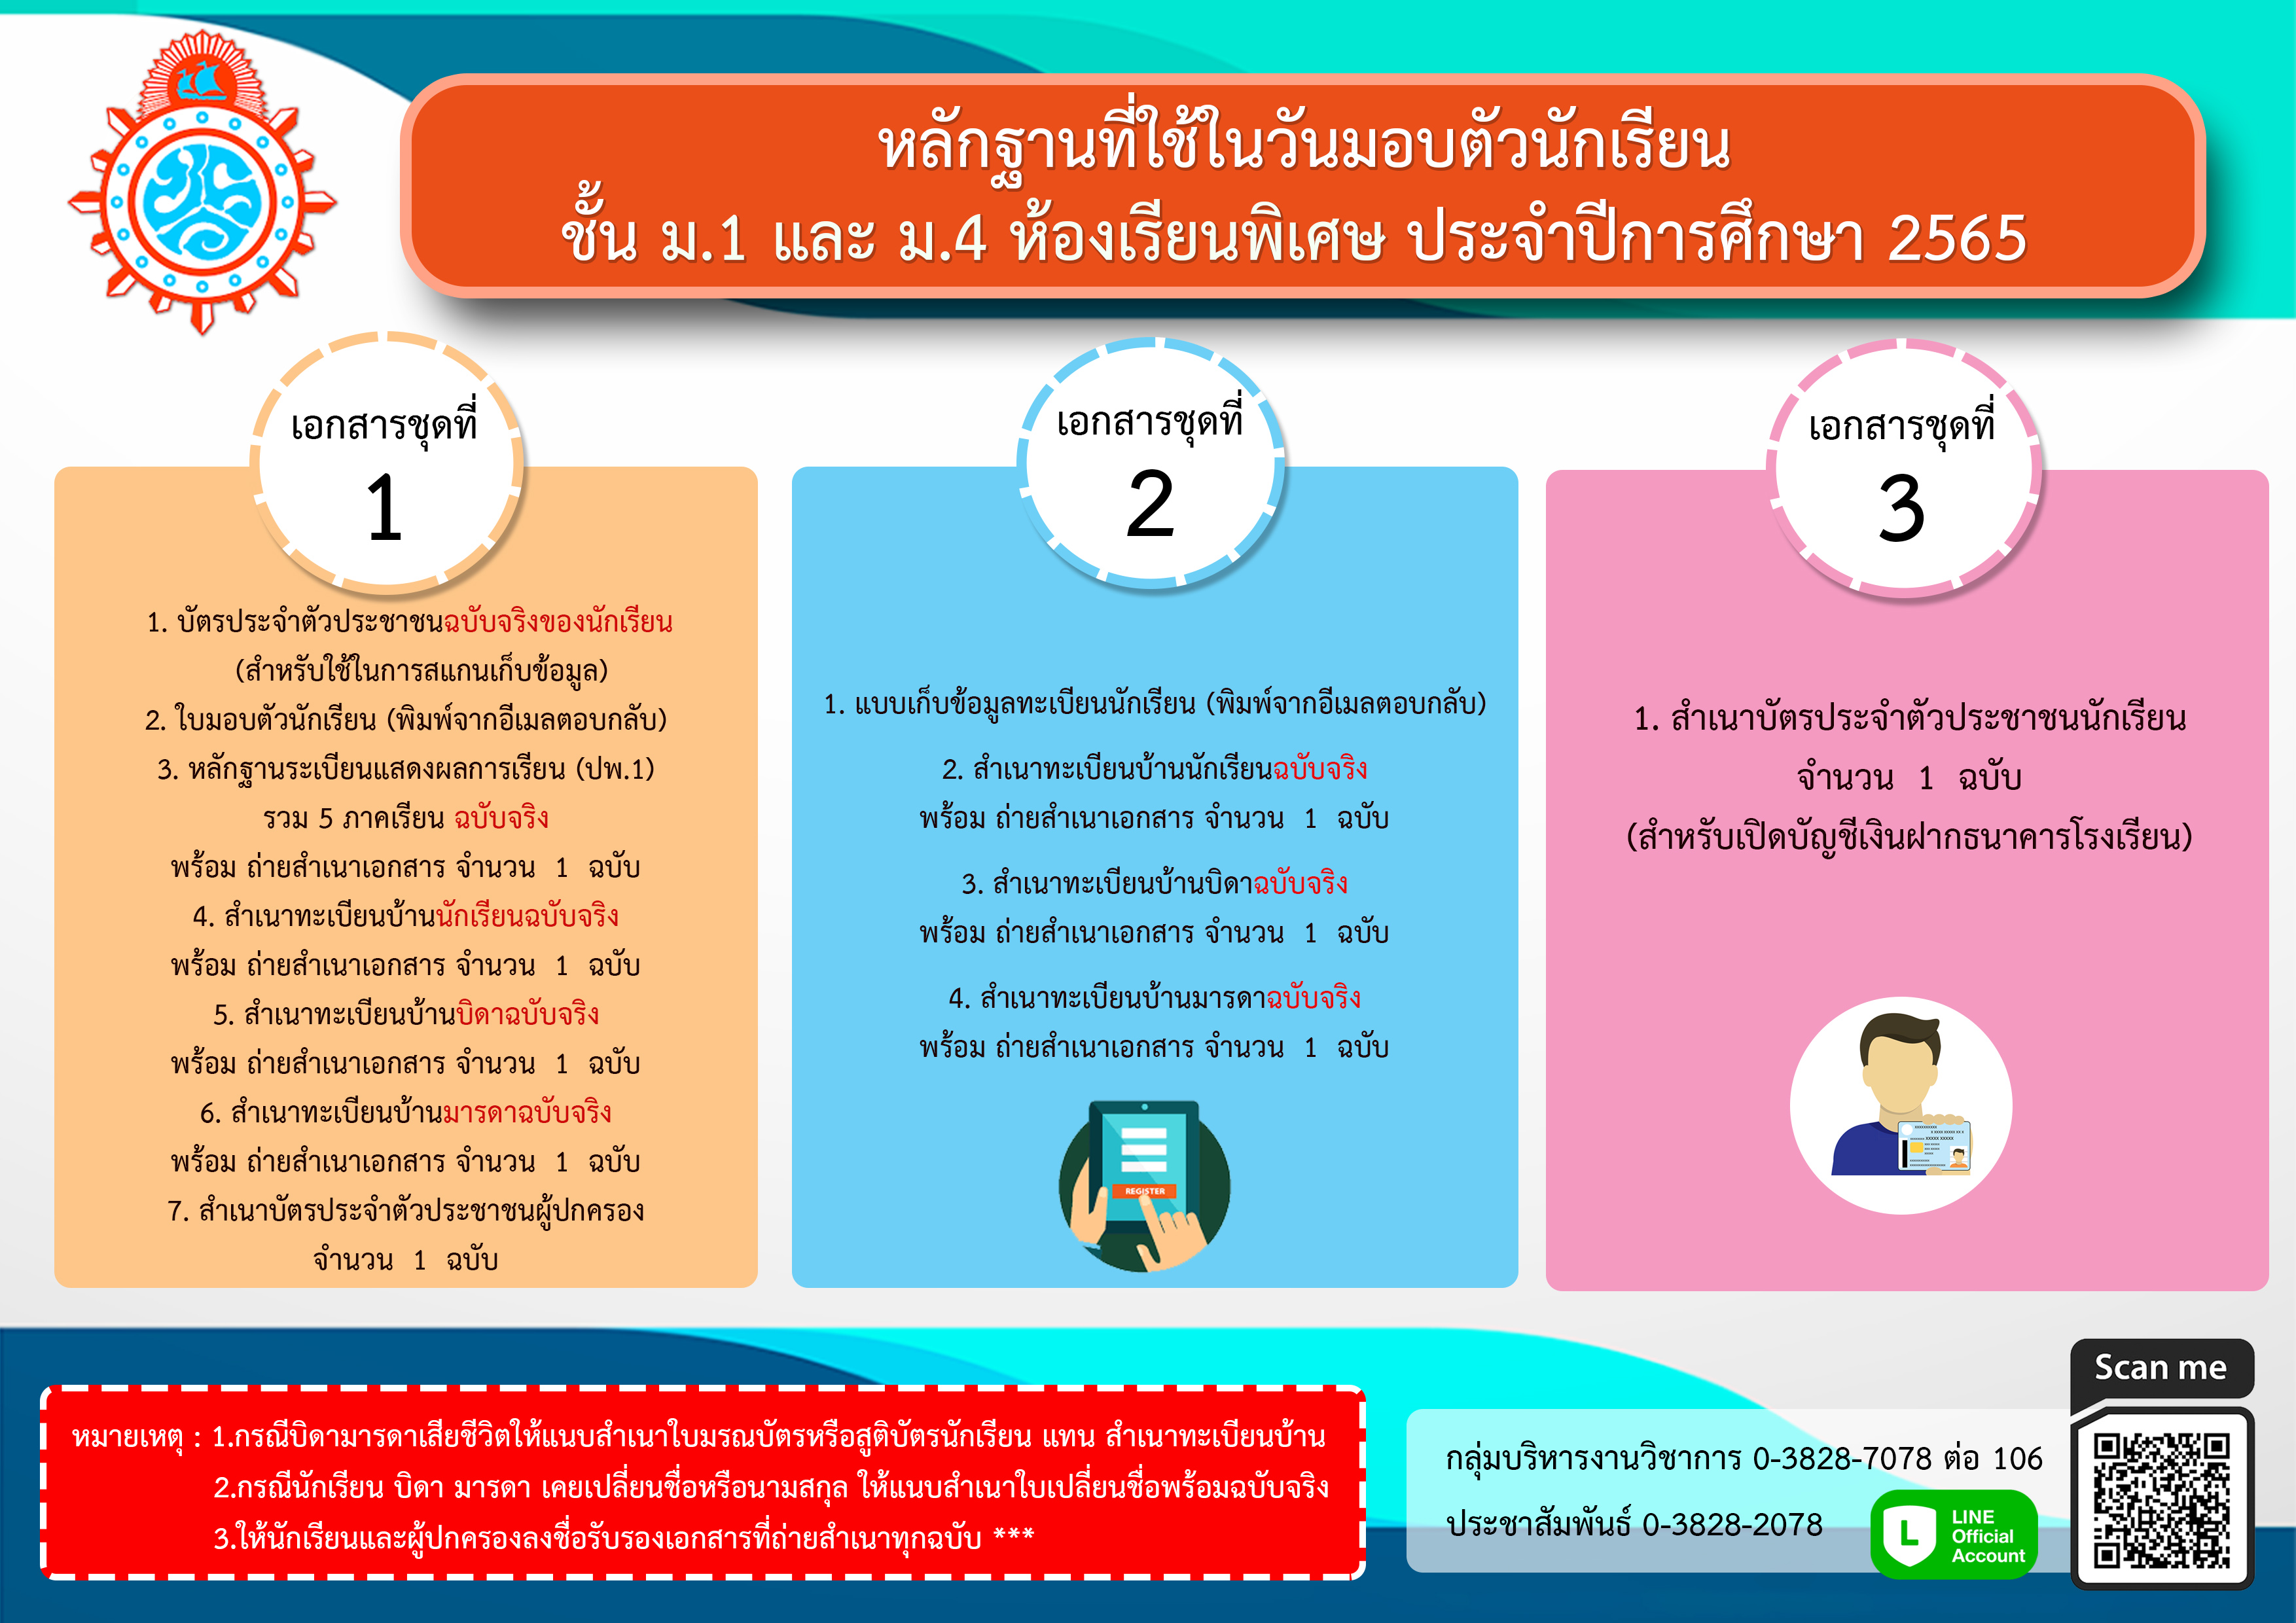 หลักฐานที่ใช้ในวันมอบตัวนักเรียน
ชั้น ม.1 และ ม.4 ห้องเรียนพิเศษ ประจำปีการศึกษา 2565
เอกสารชุดที่
1
1. บัตรประจำตัวประชาชนฉบับจริงของนักเรียน
(สำหรับใช้ในการสแกนเก็บข้อมูล)
2. ใบมอบตัวนักเรียน (พิมพ์จากอีเมลตอบกลับ)
3. หลักฐานระเบียนแสดงผลการเรียน (ปพ.1)
รวม 5 ภาคเรียน ฉบับจริง
พร้อม ถ่ายสำเนาเอกสาร จำนวน 1 ฉบับ
4. สำเนาทะเบียนบ้านนักเรียนฉบับจริง
พร้อม ถ่ายสำเนาเอกสาร จำนวน 1 ฉบับ
5. สำเนาทะเบียนบ้านบิดาฉบับจริง
พร้อม ถ่ายสำเนาเอกสาร จำนวน 1 ฉบับ
6. สำเนาทะเบียนบ้านมารดาฉบับจริง
พร้อม ถ่ายสำเนาเอกสาร จำนวน 1 ฉบับ
7. สำเนาบัตรประจำตัวประชาชนผู้ปกครอง
จำนวน 1 ฉบับ
เอกสารชุดที่
2
1. แบบเก็บข้อมูลทะเบียนนักเรียน (พิมพ์จากอีเมลตอบกลับ)
2. สำเนาทะเบียนบ้านนักเรียนฉบับจริง
พร้อม ถ่ายสำเนาเอกสาร จำนวน 1 ฉบับ
3. สำเนาทะเบียนบ้านบิดาฉบับจริง
พร้อม ถ่ายสำเนาเอกสาร จำนวน 1 ฉบับ
4. สำเนาทะเบียนบ้านมารดาฉบับจริง
พร้อม ถ่ายสำเนาเอกสาร จำนวน 1 ฉบับ
REGISTER
เอกสารชุดที่
3
1. สำเนาบัตรประจำตัวประชาชนนักเรียน
จำนวน 1 ฉบับ
(สำหรับเปิดบัญชีเงินฝากธนาคารโรงเรียน)
หมายเหตุ : 1.กรณีบิดามารดาเสียชีวิตให้แนบสำเนาใบมรณบัตรหรือสูติบัตรนักเรียน แทน สำเนาทะเบียนบ้าน
2.กรณีนักเรียน บิดา มารดา เคยเปลี่ยนชื่อหรือนามสกุล ให้แนบสำเนาใบเปลี่ยนชื่อพร้อมฉบับจริง
3.ให้นักเรียนและผู้ปกครองลงชื่อรับรองเอกสารที่ถ่ายสำเนาทุกฉบับ ***
กลุ่มบริหารงานวิชาการ 0-3828-7078 ต่อ 106
ประชาสัมพันธ์ 0-3828-2078
L
LINE
Official
Account
Scan me